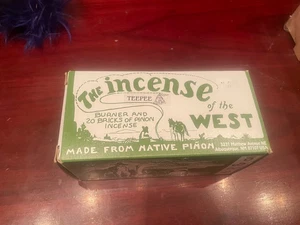 The incense
TEEPEE
of the
WEST
BURNER AND
20 BRICKS OF PIÑON
INCENSE
MADE FROM NATIVE PIÑON